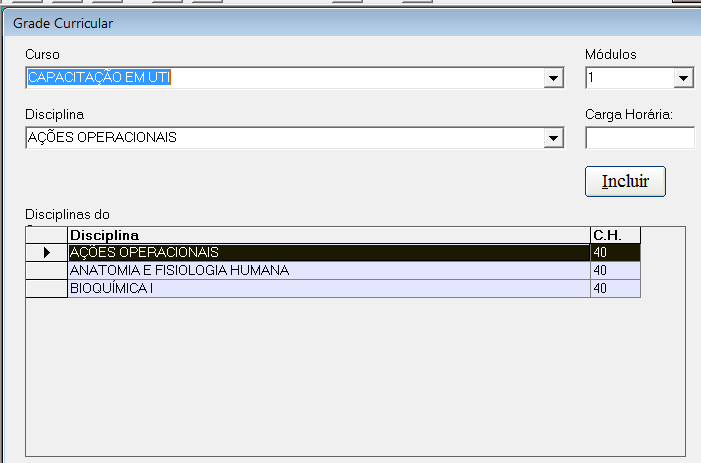 Grade Curricular
Curso Módulos
CAPACITAÇÃO EM UTI 1
Disciplina Carga Horária:
AÇÕES OPERACIONAIS
Incluir
Disciplinas do
Disciplina C.H.
AÇÕES OPERACIONAIS 40
ANATOMIA E FISIOLOGIA HUMANA 40
BIOQUÍMICA I 40